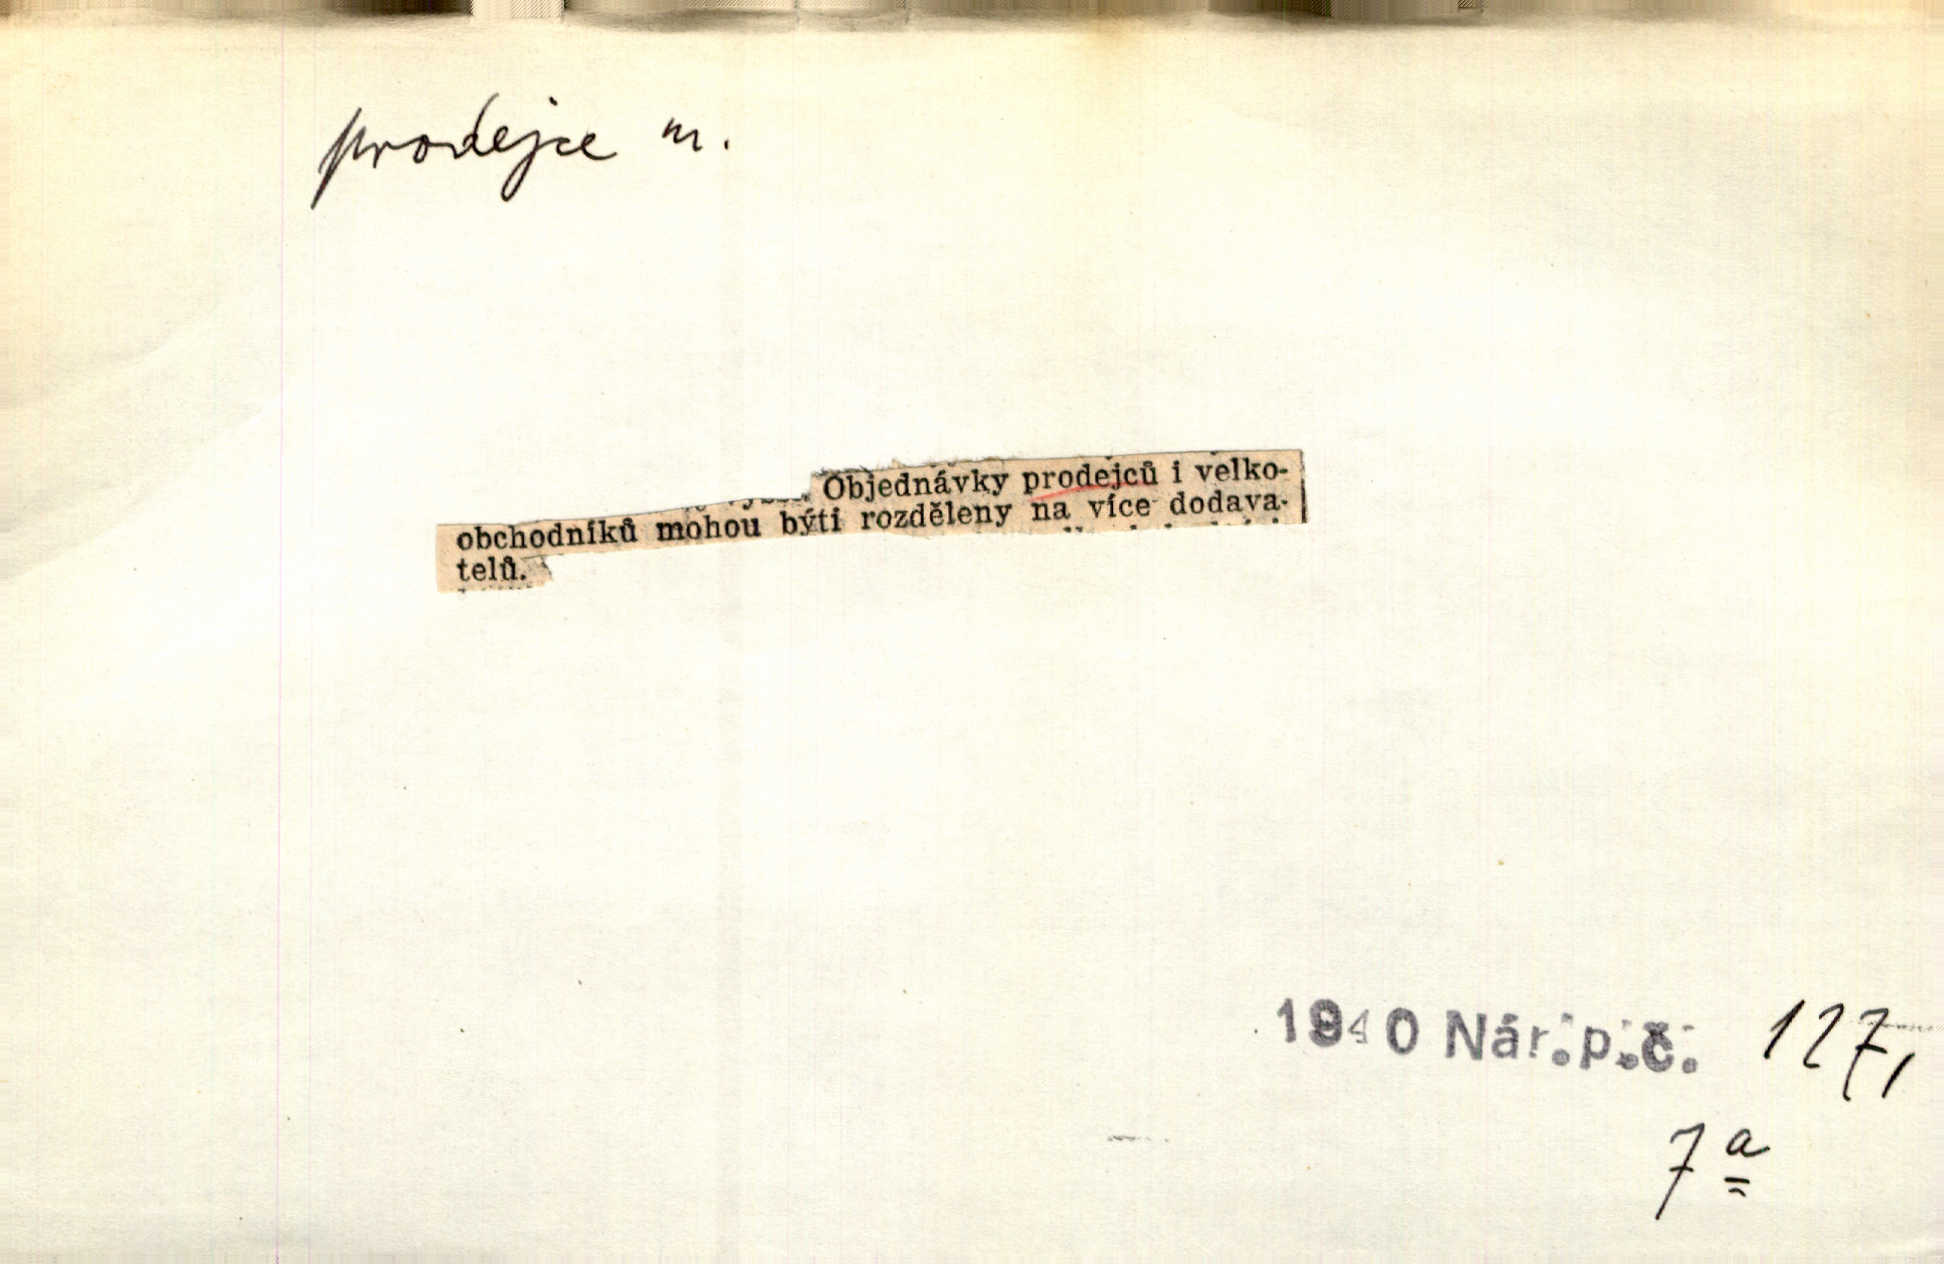 prodejce m.
Objednávky prodejců i velko-
obchodníků mohou býti rozděleny na více dodava-
telů.
1940 Nár.p.č. 127,
7a